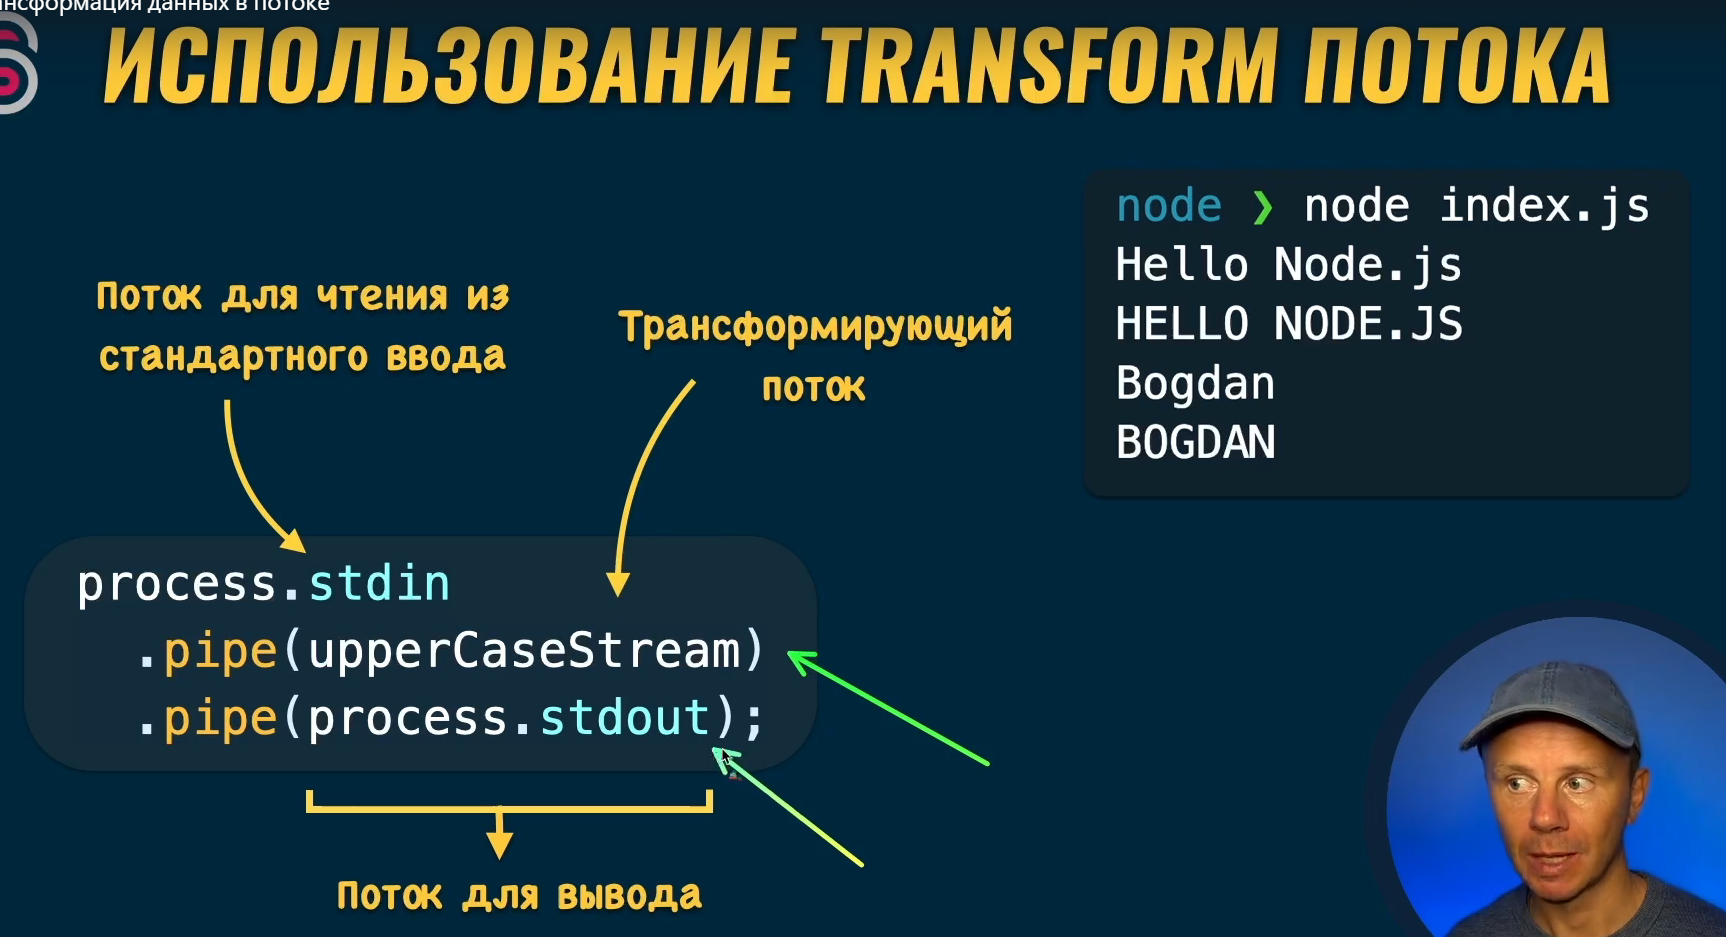 нсформация данных в потоке
ИСПОЛЬЗОВАНИЕ TRANSFORM ПОТОКА
node ❯ node index.js
Hello Node.js
HELLO NODE.JS
Bogdan
BOGDAN
Поток для чтения из
стандартного ввода
Трансформирующий
поток
process.stdin
.pipe(upperCaseStream)
.pipe(process.stdout);
Поток для вывода